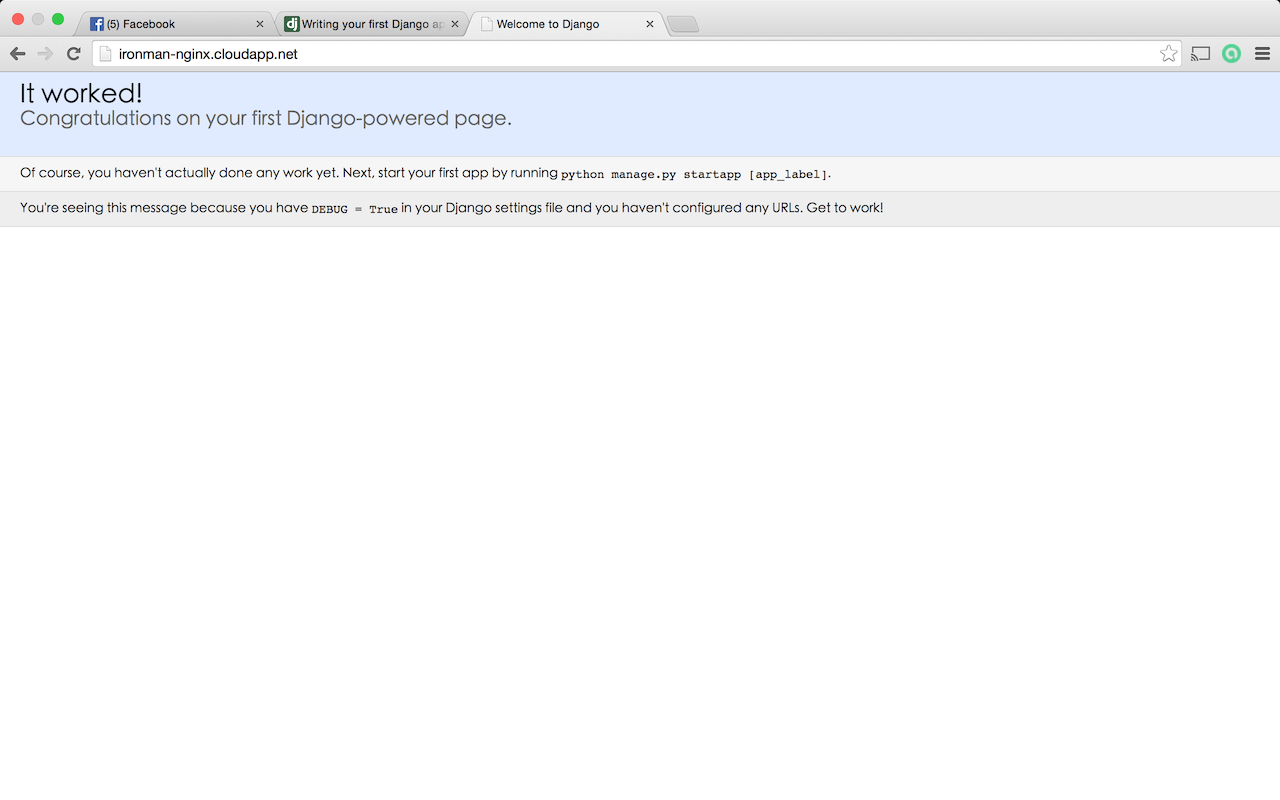 (5) Facebook
Writing your first Django ap
Welcome to Django
ironman-nginx.cloudapp.net
It worked!
Congratulations on your first Django-powered page.
Of course, you haven't actually done any work yet. Next, start your first app by running python manage.py startapp [app_label].
You're seeing this message because you have DEBUG = True in your Django settings file and you haven't configured any URLs. Get to work!